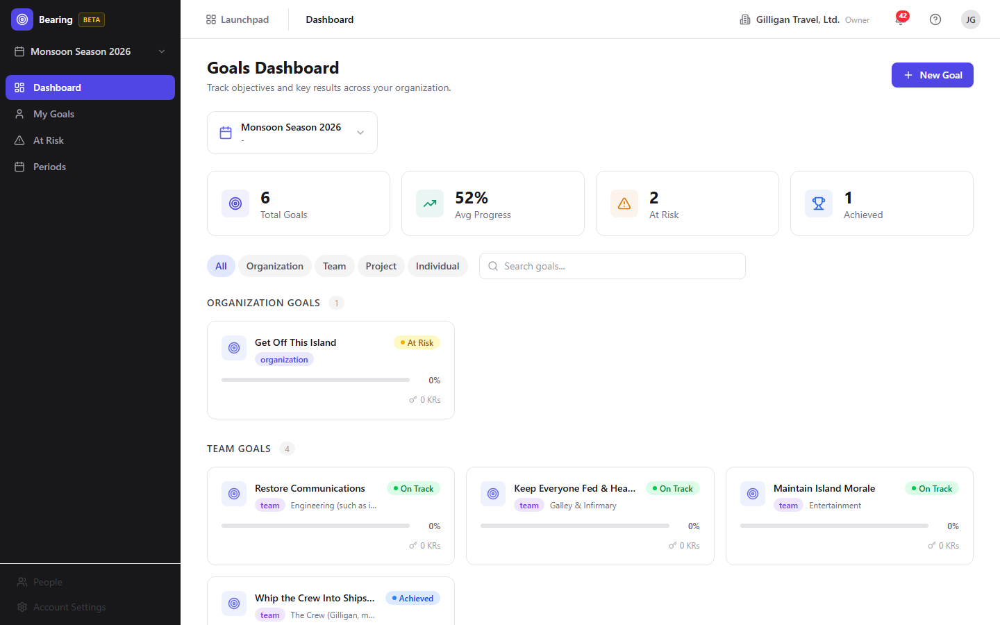 Bearing BETA
Monsoon Season 2026
Dashboard
My Goals
At Risk
Periods
People
Account Settings
Launchpad
Dashboard
Gilligan Travel, Ltd. Owner
42
JG
Goals Dashboard
Track objectives and key results across your organization.
New Goal
Monsoon Season 2026
-
6
Total Goals
52%
Avg Progress
2
At Risk
1
Achieved
All Organization Team Project Individual
Search goals...
ORGANIZATION GOALS 1
Get Off This Island
At Risk
organization
0%
0 KRs
TEAM GOALS 4
Restore Communications
On Track
team Engineering (such as i...
0%
0 KRs
Keep Everyone Fed & Hea...
On Track
team Galley & Infirmary
0%
0 KRs
Maintain Island Morale
On Track
team Entertainment
0%
0 KRs
Whip the Crew Into Ships...
Achieved
team The Crew (Gilligan, m...